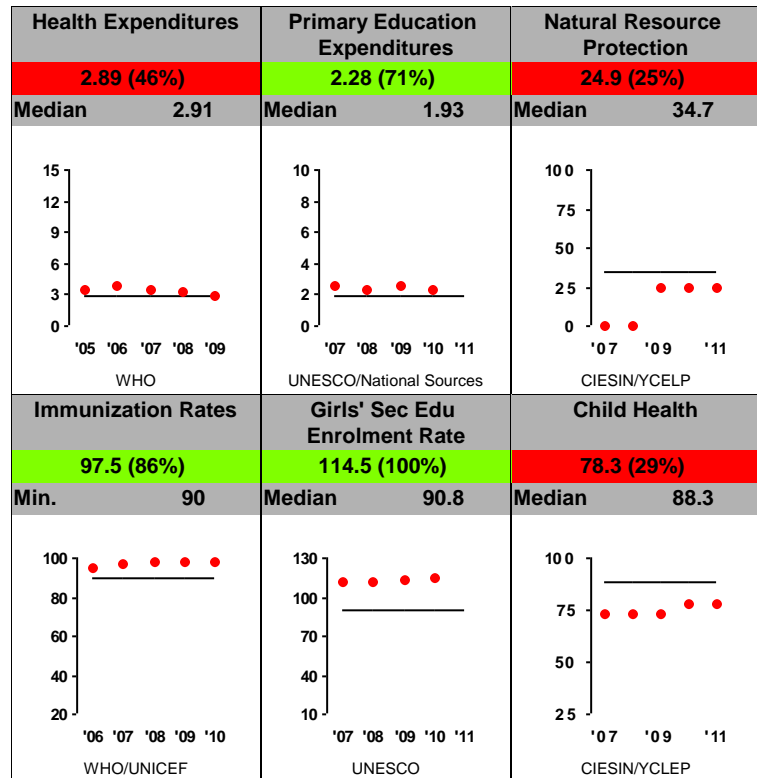 Health Expenditures
2.89 (46%)
Median 2.91
15
12
9
6
3
0
'05 '06 '07 '08 '09
WHO
Primary Education
Expenditures
2.28 (71%)
Median 1.93
10
8
6
4
2
0
'07 '08 '09 '10 '11
UNESCO/National Sources
Natural Resource
Protection
24.9 (25%)
Median 34.7
100
75
50
25
0
'07 '09 '11
CIESIN/YCELP
Immunization Rates
97.5 (86%)
Min. 90
100
80
60
40
20
'06 '07 '08 '09 '10
WHO/UNICEF
Girls' Sec Edu
Enrolment Rate
114.5 (100%)
Median 90.8
130
100
70
40
10
'07 '08 '09 '10 '11
UNESCO
Child Health
78.3 (29%)
Median 88.3
100
75
50
25
'07 '09 '11
CIESIN/YCLEP